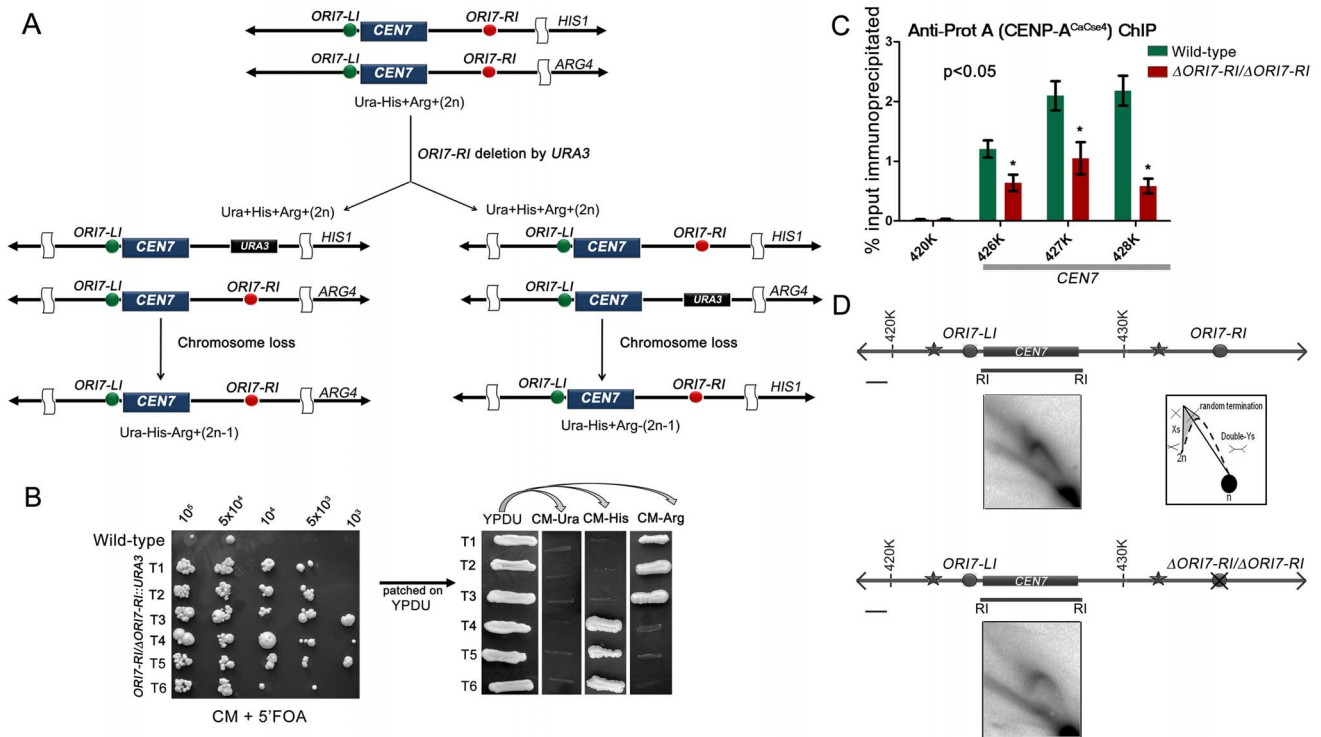 A
ORI7-LI ORI7-RI
CEN7 HIS1
ORI7-LI ORI7-RI
CEN7 ARG4
Ura-His+Arg+(2n)
ORI7-RI deletion by URA3
Ura+His+Arg+(2n)
Ura+His+Arg+(2n)
ORI7-LI
CEN7 URA3 HIS1
ORI7-LI ORI7-RI
CEN7 ARG4
Chromosome loss
ORI7-LI ORI7-RI
CEN7 ARG4
Ura-His-Arg+(2n-1)
ORI7-LI ORI7-RI
CEN7 HIS1
ORI7-LI
CEN7 URA3 ARG4
Chromosome loss
ORI7-LI ORI7-RI
CEN7 HIS1
Ura-His+Arg-(2n-1)
B
10⁵ 5X10⁴ 10⁴ 5x10³ 10³
Wild-type
ORI7-RI/ΔORI7-RI::URA3
T1
T2
T3
T4
T5
T6
CM + 5'FOA
patched on
YPDU
YPDU CM-Ura CM-His CM-Arg
T1
T2
T3
T4
T5
T6
C
Anti-Prot A (CENP-A^CaCse4) ChIP
Wild-type
ΔORI7-RI/ΔORI7-RI
p<0.05
% input immunoprecipitated
3
2
1
0
* * *
420K 426K 427K 428K
CEN7
D
420K ORI7-LI 430K ORI7-RI
CEN7
RI RI
random termination
Xs
Double-Ys
2n
n
420K ORI7-LI 430K ΔORI7-RI/ΔORI7-RI
CEN7
RI RI